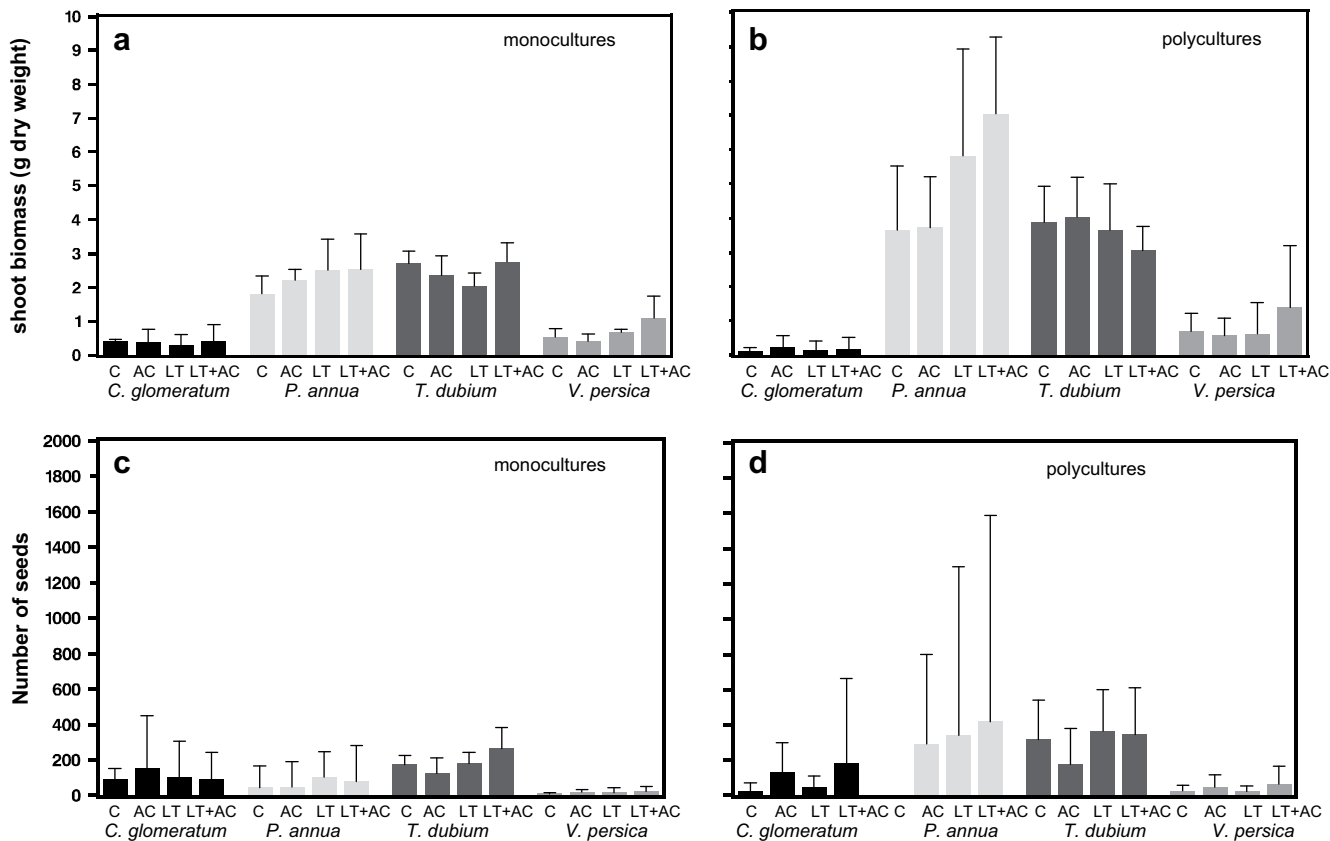 a
monocultures
shoot biomass (g dry weight)
10
9
8
7
6
5
4
3
2
1
0
C AC LT LT+AC C AC LT LT+AC C AC LT LT+AC C AC LT LT+AC
C. glomeratum P. annua T. dubium V. persica
b
polycultures
C AC LT LT+AC C AC LT LT+AC C AC LT LT+AC C AC LT LT+AC
C. glomeratum P. annua T. dubium V. persica
c
monocultures
Number of seeds
2000
1800
1600
1400
1200
1000
800
600
400
200
0
C AC LT LT+AC C AC LT LT+AC C AC LT LT+AC C AC LT LT+AC
C. glomeratum P. annua T. dubium V. persica
d
polycultures
C AC LT LT+AC C AC LT LT+AC C AC LT LT+AC C AC LT LT+AC
C. glomeratum P. annua T. dubium V. persica